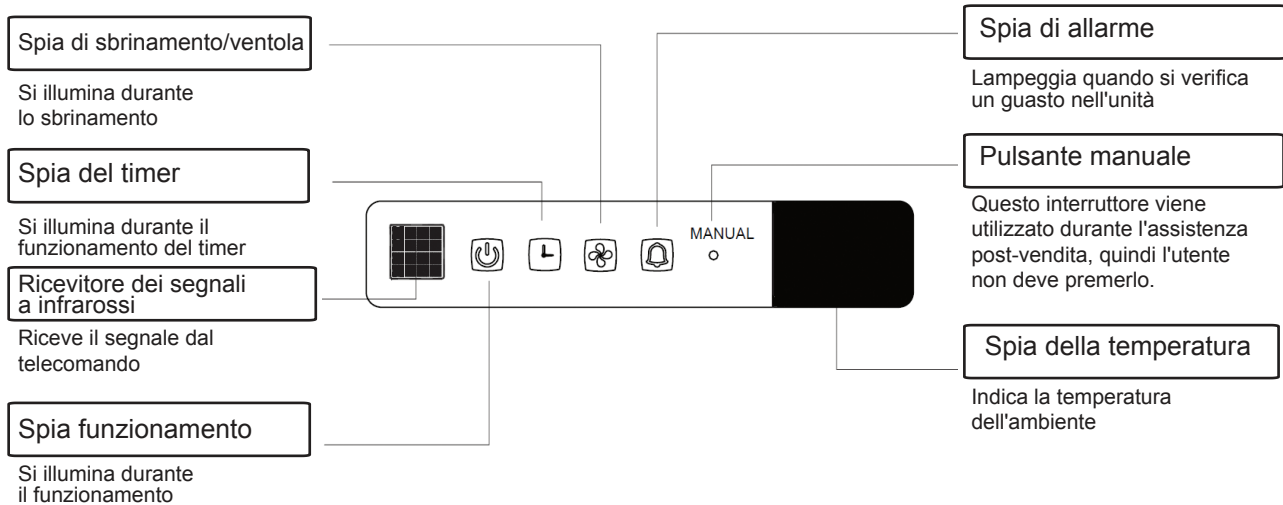 Spia di sbrinamento/ventola
Si illumina durante
lo sbrinamento
Spia del timer
Si illumina durante il
funzionamento del timer
Ricevitore dei segnali
a infrarossi
Riceve il segnale dal
telecomando
Spia funzionamento
Si illumina durante
il funzionamento
MANUAL
Spia di allarme
Lampeggia quando si verifica
un guasto nell'unità
Pulsante manuale
Questo interruttore viene
utilizzato durante l'assistenza
post-vendita, quindi l'utente
non deve premerlo.
Spia della temperatura
Indica la temperatura
dell'ambiente